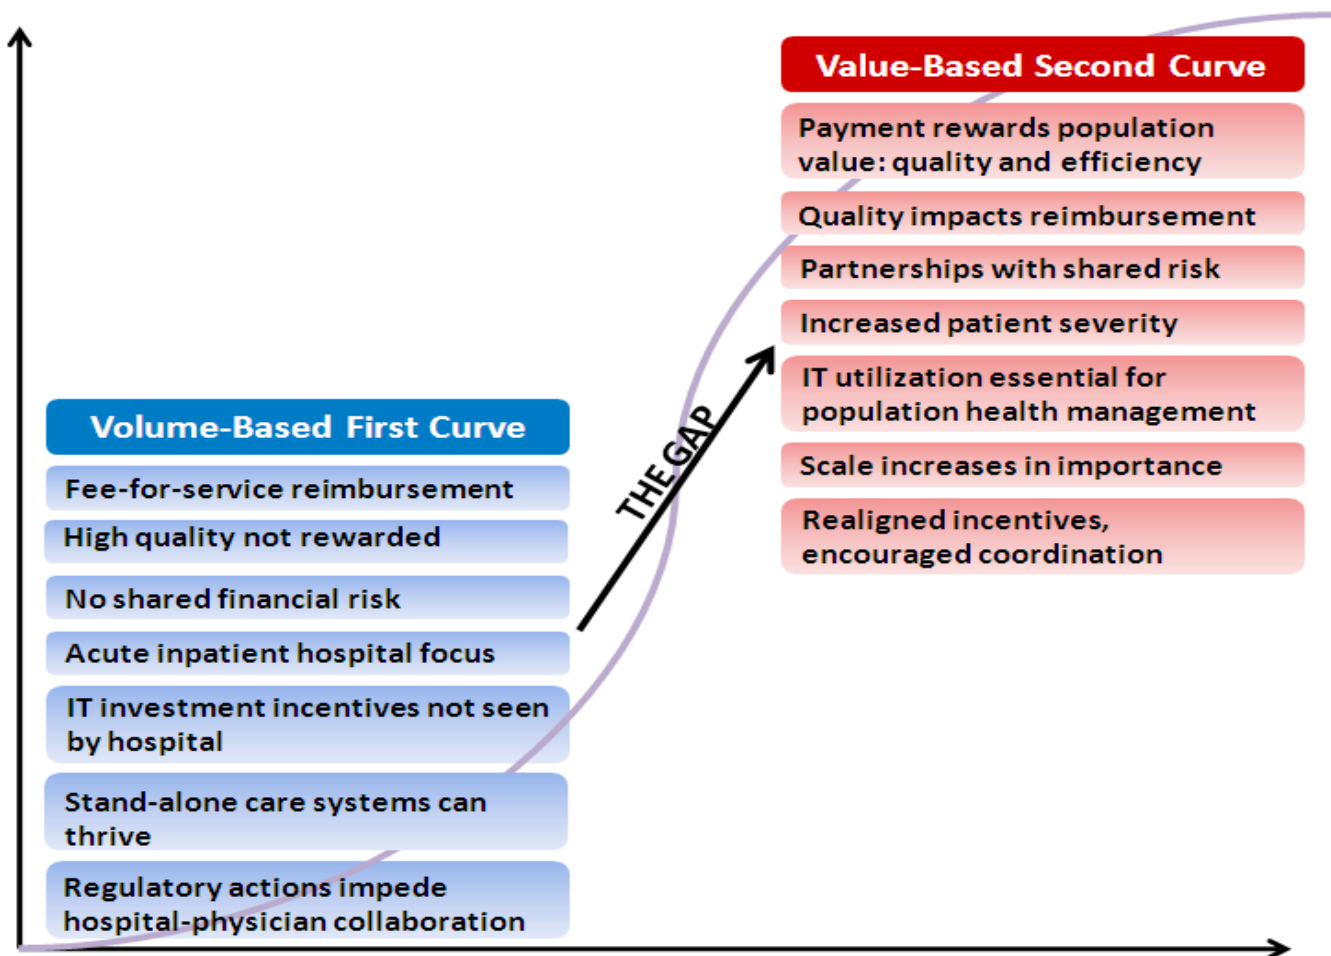 Volume-Based First Curve
Fee-for-service reimbursement
High quality not rewarded
No shared financial risk
Acute inpatient hospital focus
IT investment incentives not seen
by hospital
Stand-alone care systems can
thrive
Regulatory actions impede
hospital-physician collaboration
THE GAP
Value-Based Second Curve
Payment rewards population
value: quality and efficiency
Quality impacts reimbursement
Partnerships with shared risk
Increased patient severity
IT utilization essential for
population health management
Scale increases in importance
Realigned incentives,
encouraged coordination